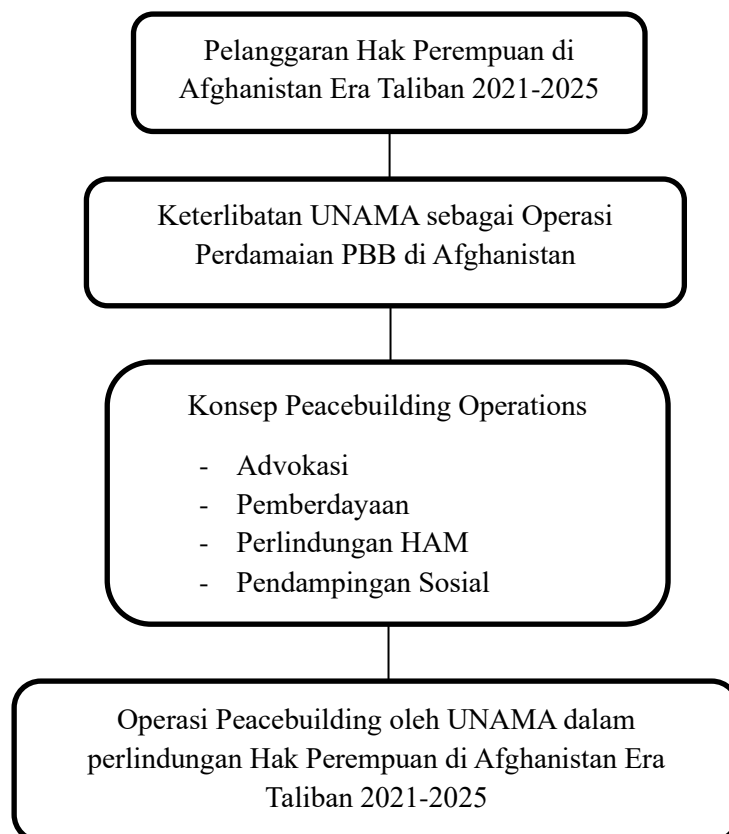 Pelanggaran Hak Perempuan di
Afghanistan Era Taliban 2021-2025
Keterlibatan UNAMA sebagai Operasi
Perdamaian PBB di Afghanistan
Konsep Peacebuilding Operations
- Advokasi
- Pemberdayaan
- Perlindungan HAM
- Pendampingan Sosial
Operasi Peacebuilding oleh UNAMA dalam
perlindungan Hak Perempuan di Afghanistan Era
Taliban 2021-2025